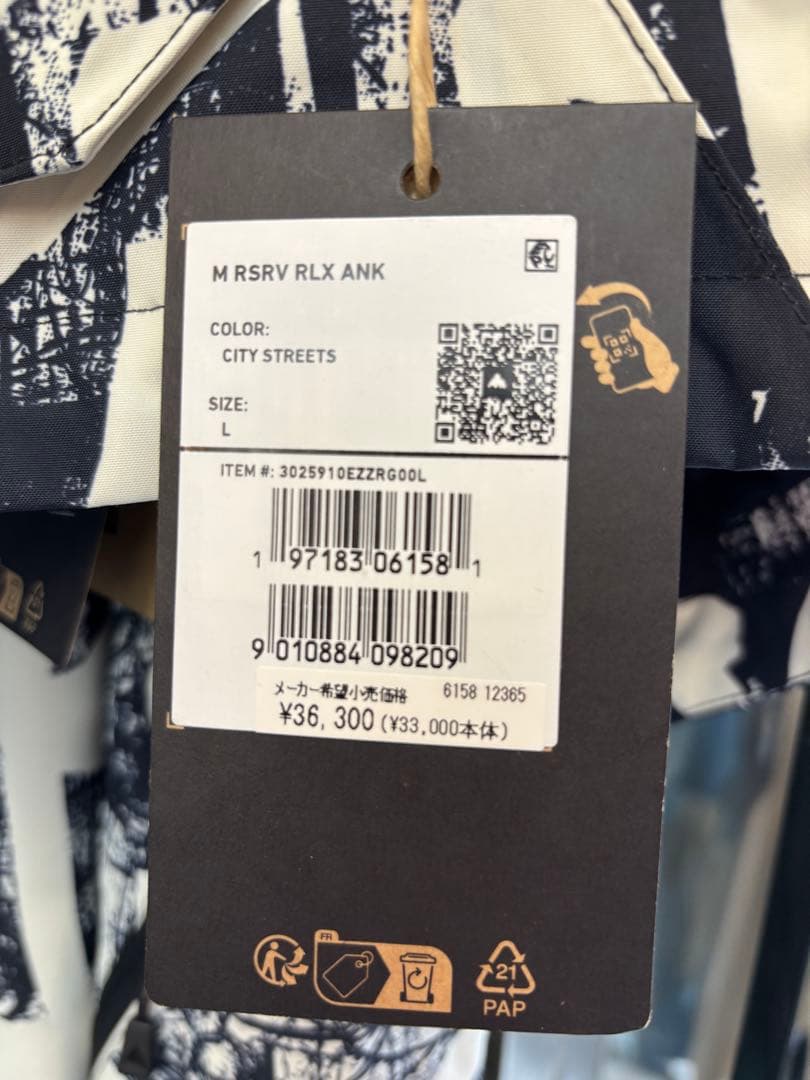 M RSRV RLX ANK
COLOR:
CITY STREETS
SIZE:
L
ITEM #: 3025910EZZRG00L
1 97183 06158 1
9 010884 098209
メーカー希望小売価格 6158 12365
¥36,300(¥33,000本体)
FR
21
PAP